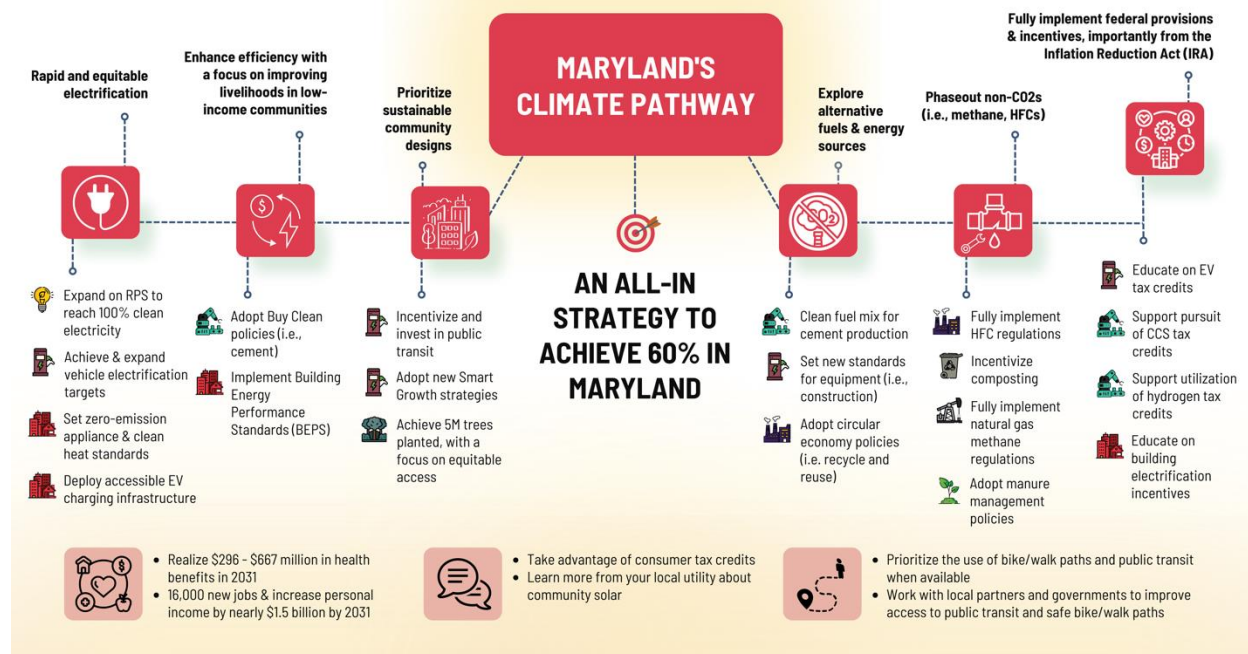 MARYLAND'S
CLIMATE PATHWAY
Rapid and equitable
electrification
Expand on RPS to
reach 100% clean
electricity
Achieve & expand
vehicle electrification
targets
Set zero-emission
appliance & clean
heat standards
Deploy accessible EV
charging infrastructure
Enhance efficiency with
a focus on improving
livelihoods in low-
income communities
$
Adopt Buy Clean
policies (i.e.,
cement)
Implement Building
Energy
Performance
Standards (BEPS)
Prioritize
sustainable
community
designs
Incentivize and
invest in public
transit
Adopt new Smart
Growth strategies
Achieve 5M trees
planted, with a
focus on equitable
access
AN ALL-IN
STRATEGY TO
ACHIEVE 60% IN
MARYLAND
Explore
alternative
fuels & energy
sources
CO2
Clean fuel mix for
cement production
Set new standards
for equipment (i.e.,
construction)
Adopt circular
economy policies
(i.e. recycle and
reuse)
Phaseout non-CO2s
(i.e., methane, HFCs)
Fully implement
HFC regulations
Incentivize
composting
Fully implement
natural gas
methane
regulations
Adopt manure
management
policies
Fully implement federal provisions
& incentives, importantly from the
Inflation Reduction Act (IRA)
$
Educate on EV
tax credits
Support pursuit
of CCS tax
credits
Support utilization
of hydrogen tax
credits
Educate on
building
electrification
incentives
$
• Realize $296 - $667 million in health
benefits in 2031
• 16,000 new jobs & increase personal
income by nearly $1.5 billion by 2031
• Take advantage of consumer tax credits
• Learn more from your local utility about
community solar
• Prioritize the use of bike/walk paths and public transit
when available
• Work with local partners and governments to improve
access to public transit and safe bike/walk paths